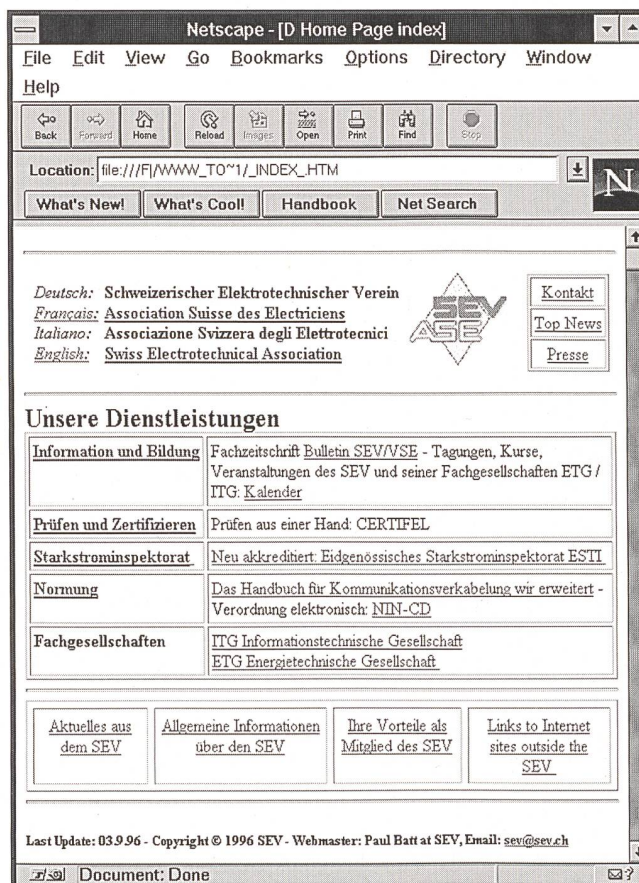 Netscape - [D Home Page index]
File Edit View Go Bookmarks Options Directory Window
Help
Back Forward Home Reload Images Open Print Find Stop
Location: file:///F|/WWW_TO~1/_INDEX_.HTM
N
What's New! What's Cool! Handbook Net Search
Deutsch: Schweizerischer Elektrotechnischer Verein
Français: Association Suisse des Electriciens
Italiano: Associazione Svizzera degli Elettrotecnici
English: Swiss Electrotechnical Association
SEV
ASE
Kontakt
Top News
Presse
Unsere Dienstleistungen
Information und Bildung
Fachzeitschrift Bulletin SEV/VSE - Tagungen, Kurse,
Veranstaltungen des SEV und seiner Fachgesellschaften ETG /
ITG: Kalender
Prüfen und Zertifizieren
Prüfen aus einer Hand: CERTIFEL
Starkstrominspektorat
Neu akkreditiert: Eidgenössisches Starkstrominspektorat ESTI
Normung
Das Handbuch für Kommunikationsverkabelung wir erweitert -
Verordnung elektronisch: NIN-CD
Fachgesellschaften
ITG Informationstechnische Gesellschaft
ETG Energietechnische Gesellschaft
Aktuelles aus
dem SEV
Allgemeine Informationen
über den SEV
Ihre Vorteile als
Mitglied des SEV
Links to Internet
sites outside the
SEV
Last Update: 03.9.96 - Copyright © 1996 SEV - Webmaster: Paul Batt at SEV, Email: sev@sev.ch
Document: Done
?